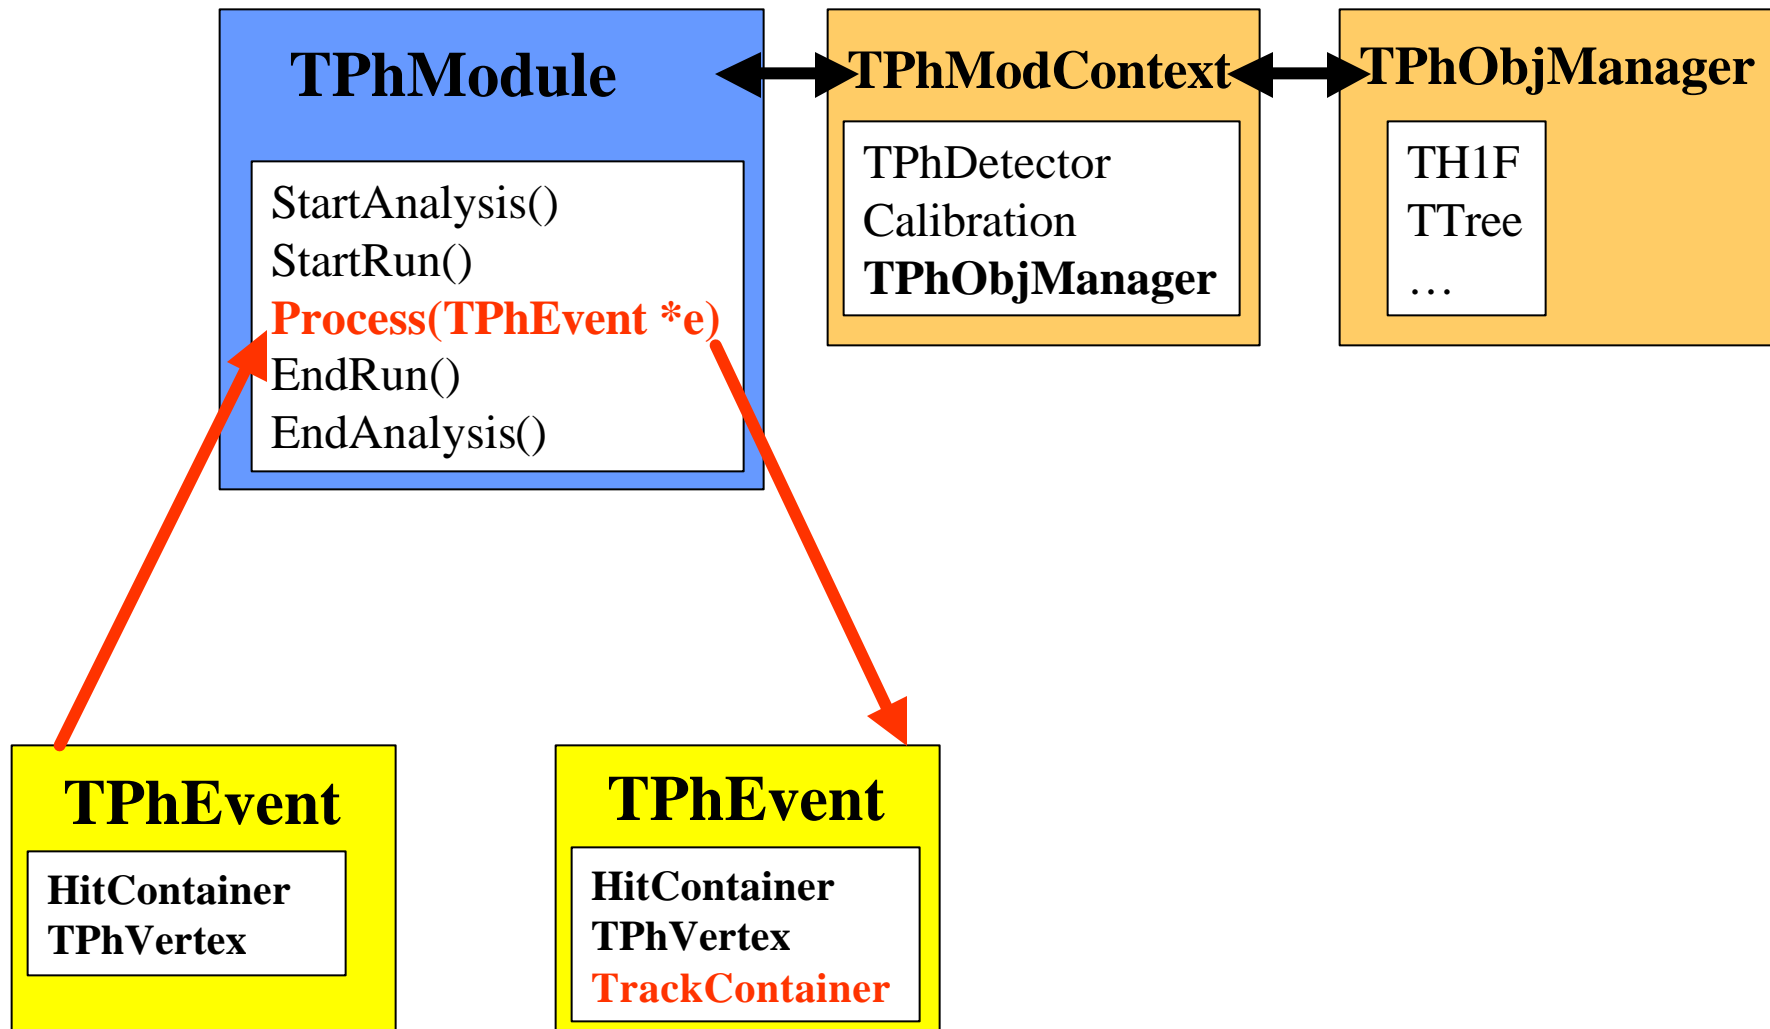 TPhModule
StartAnalysis()
StartRun()
Process(TPhEvent *e)
EndRun()
EndAnalysis()
TPhModContext
TPhDetector
Calibration
TPhObjManager
TPhObjManager
TH1F
TTree
…
TPhEvent
HitContainer
TPhVertex
TPhEvent
HitContainer
TPhVertex
TrackContainer